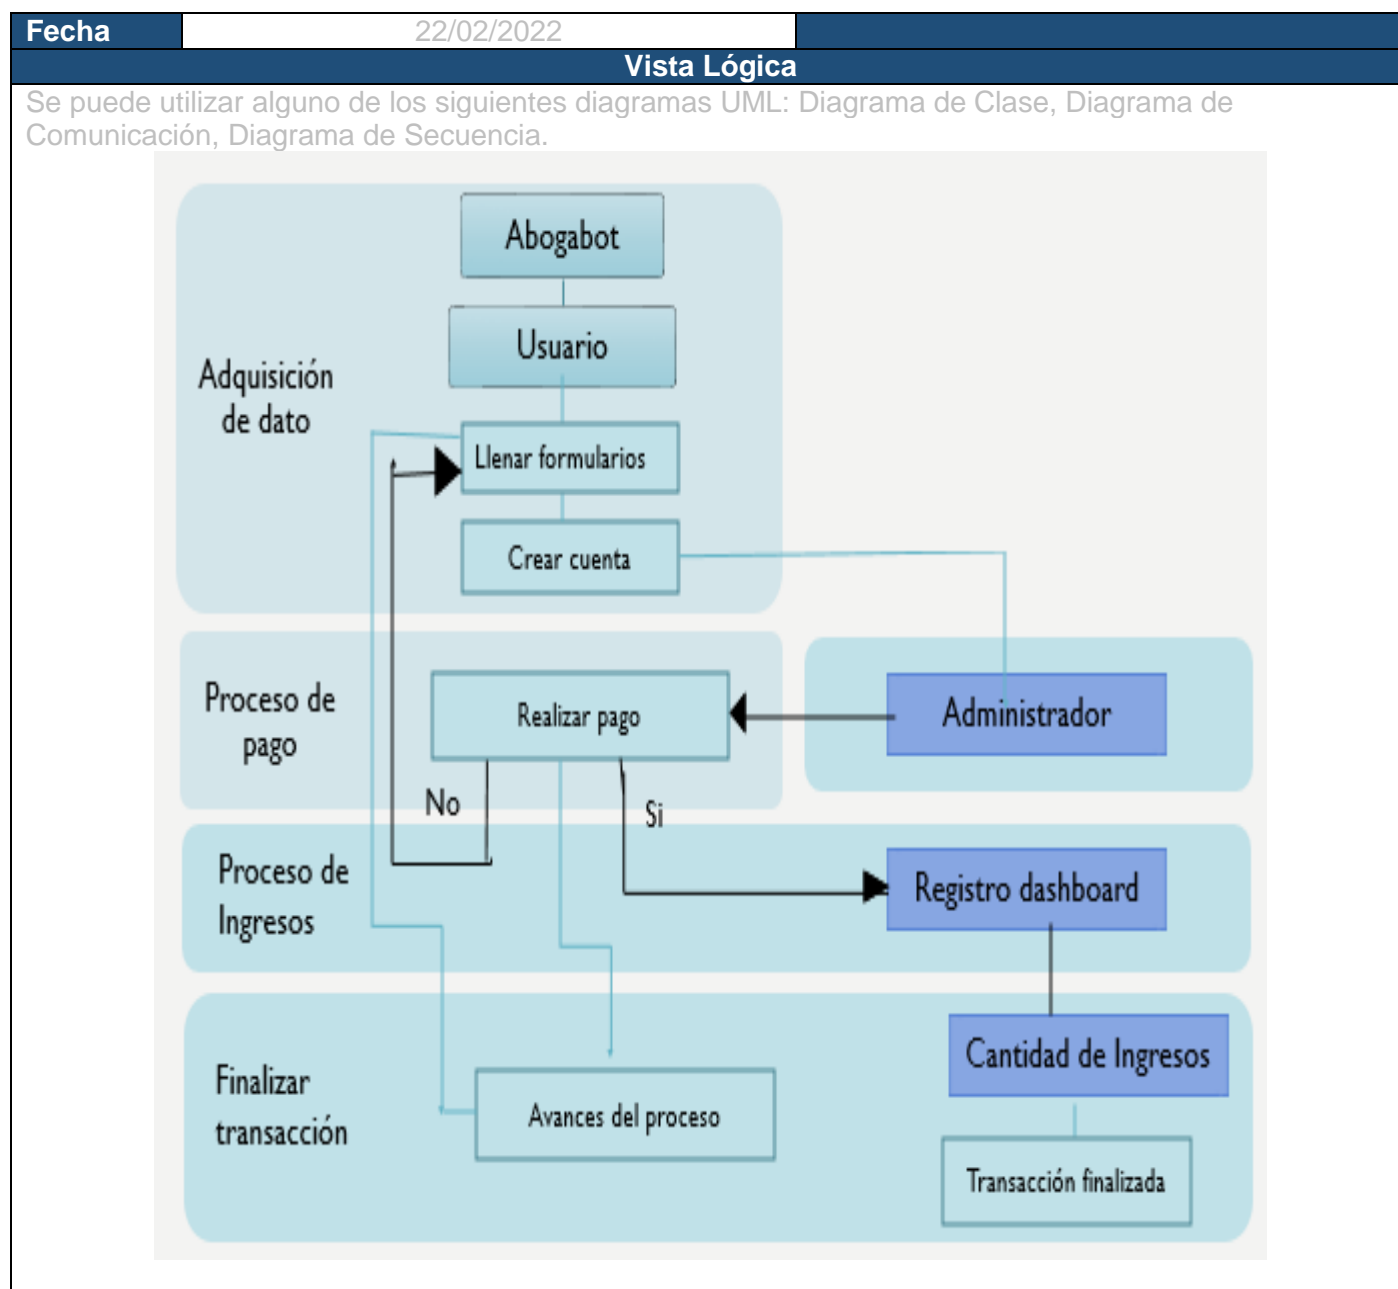 Fecha 22/02/2022
Vista Lógica
Se puede utilizar alguno de los siguientes diagramas UML: Diagrama de Clase, Diagrama de
Comunicación, Diagrama de Secuencia.
Abogabot
Usuario
Adquisición
de dato
Llenar formularios
Crear cuenta
Proceso de
pago
Realizar pago
Administrador
No
Si
Proceso de
Ingresos
Registro dashboard
Cantidad de Ingresos
Finalizar
transacción
Avances del proceso
Transacción finalizada